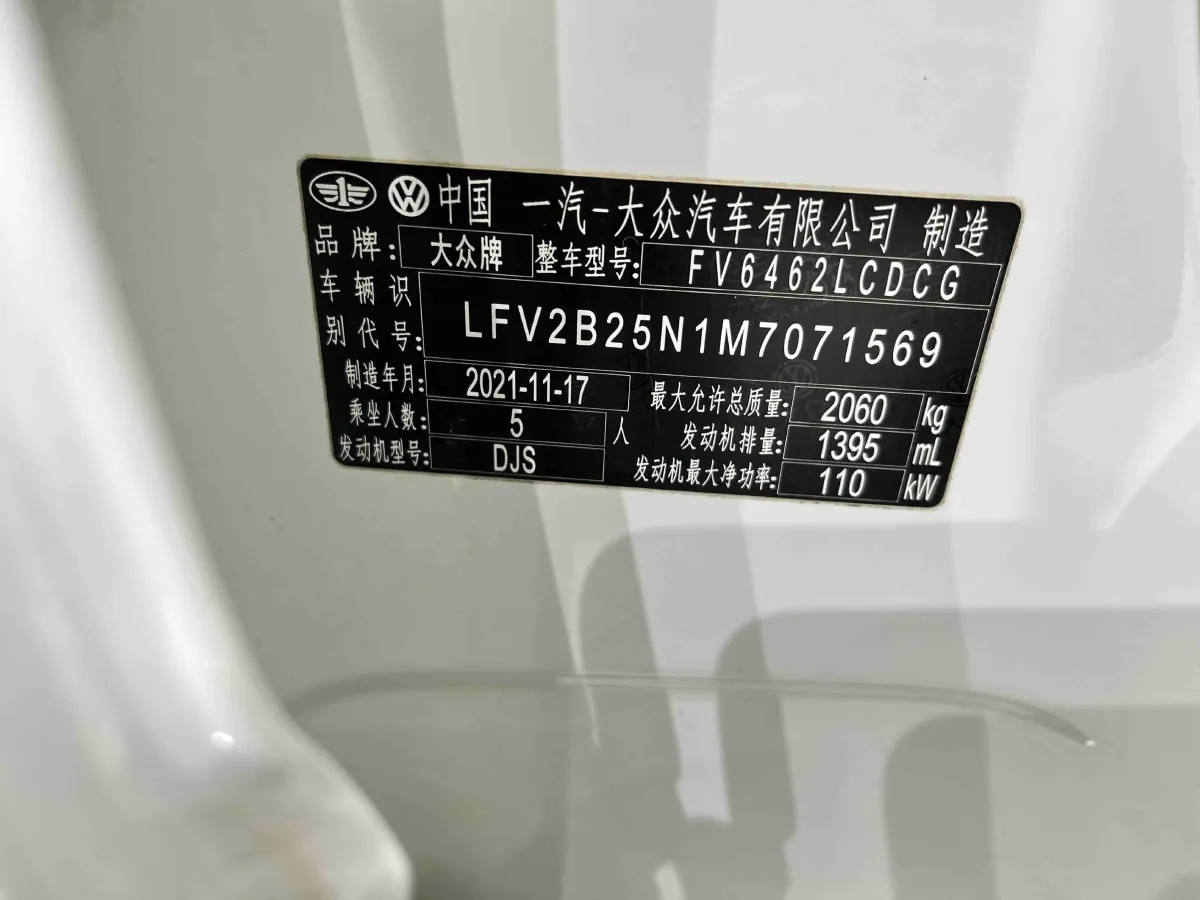 中国 一汽-大众汽车有限公司 制造
品牌: 大众牌 整车型号: FV6462LCDCG
车辆识别代号: LFV2B25N1M7071569
制造年月: 2021-11-17 最大允许总质量: 2060 kg
乘坐人数: 5 人 发动机排量: 1395 mL
发动机型号: DJS 发动机最大净功率: 110 kW